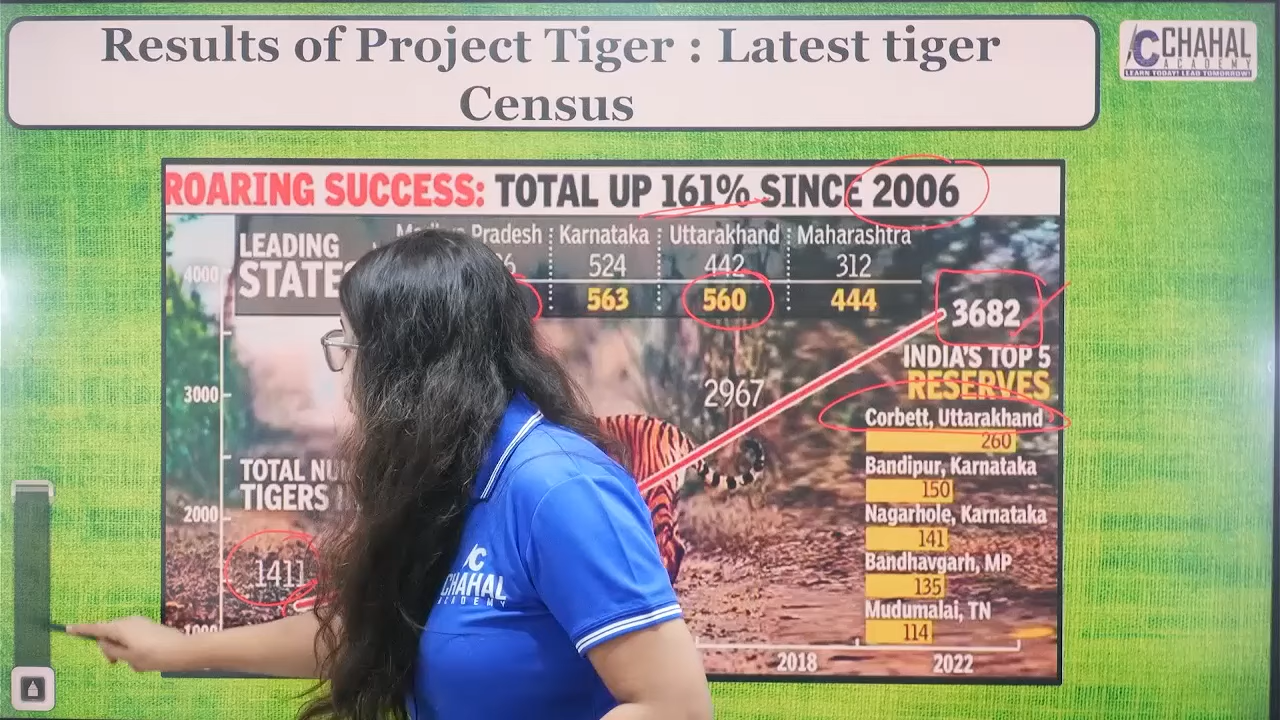 Results of Project Tiger : Latest tiger
Census
CHAHAL
ACADEMY
LEARN TODAY! LEAD TOMORROW!
ROARING SUCCESS: TOTAL UP 161% SINCE 2006
LEADING
Pradesh
Karnataka
Uttarakhand
Maharashtra
524
442
312
563
560
444
4000
3682
INDIA'S TOP 5
RESERVES
3000
2967
Corbett, Uttarakhand
260
Bandipur, Karnataka
150
TOTAL
TIGERS
2000
Nagarhole, Karnataka
141
1411
Bandhavgarh, MP
135
Mudumalai, TN
114
1000
2018
2022
CHAHAL
ACADEMY